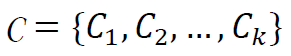 C = {C₁, C₂, …, Cₖ}